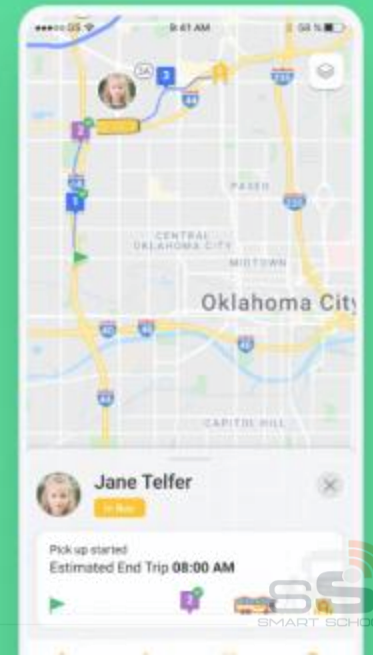 9:41 AM
58 %
3A
3
235
44
2
1
PASEO
235
CENTRAL
OKLAHOMA CITY
MIDTOWN
Oklahoma City
40
40
44
CAPITOL HILL
Jane Telfer
In Bus
Pick up started
Estimated End Trip 08:00 AM
2
SS
SMART SCHOO